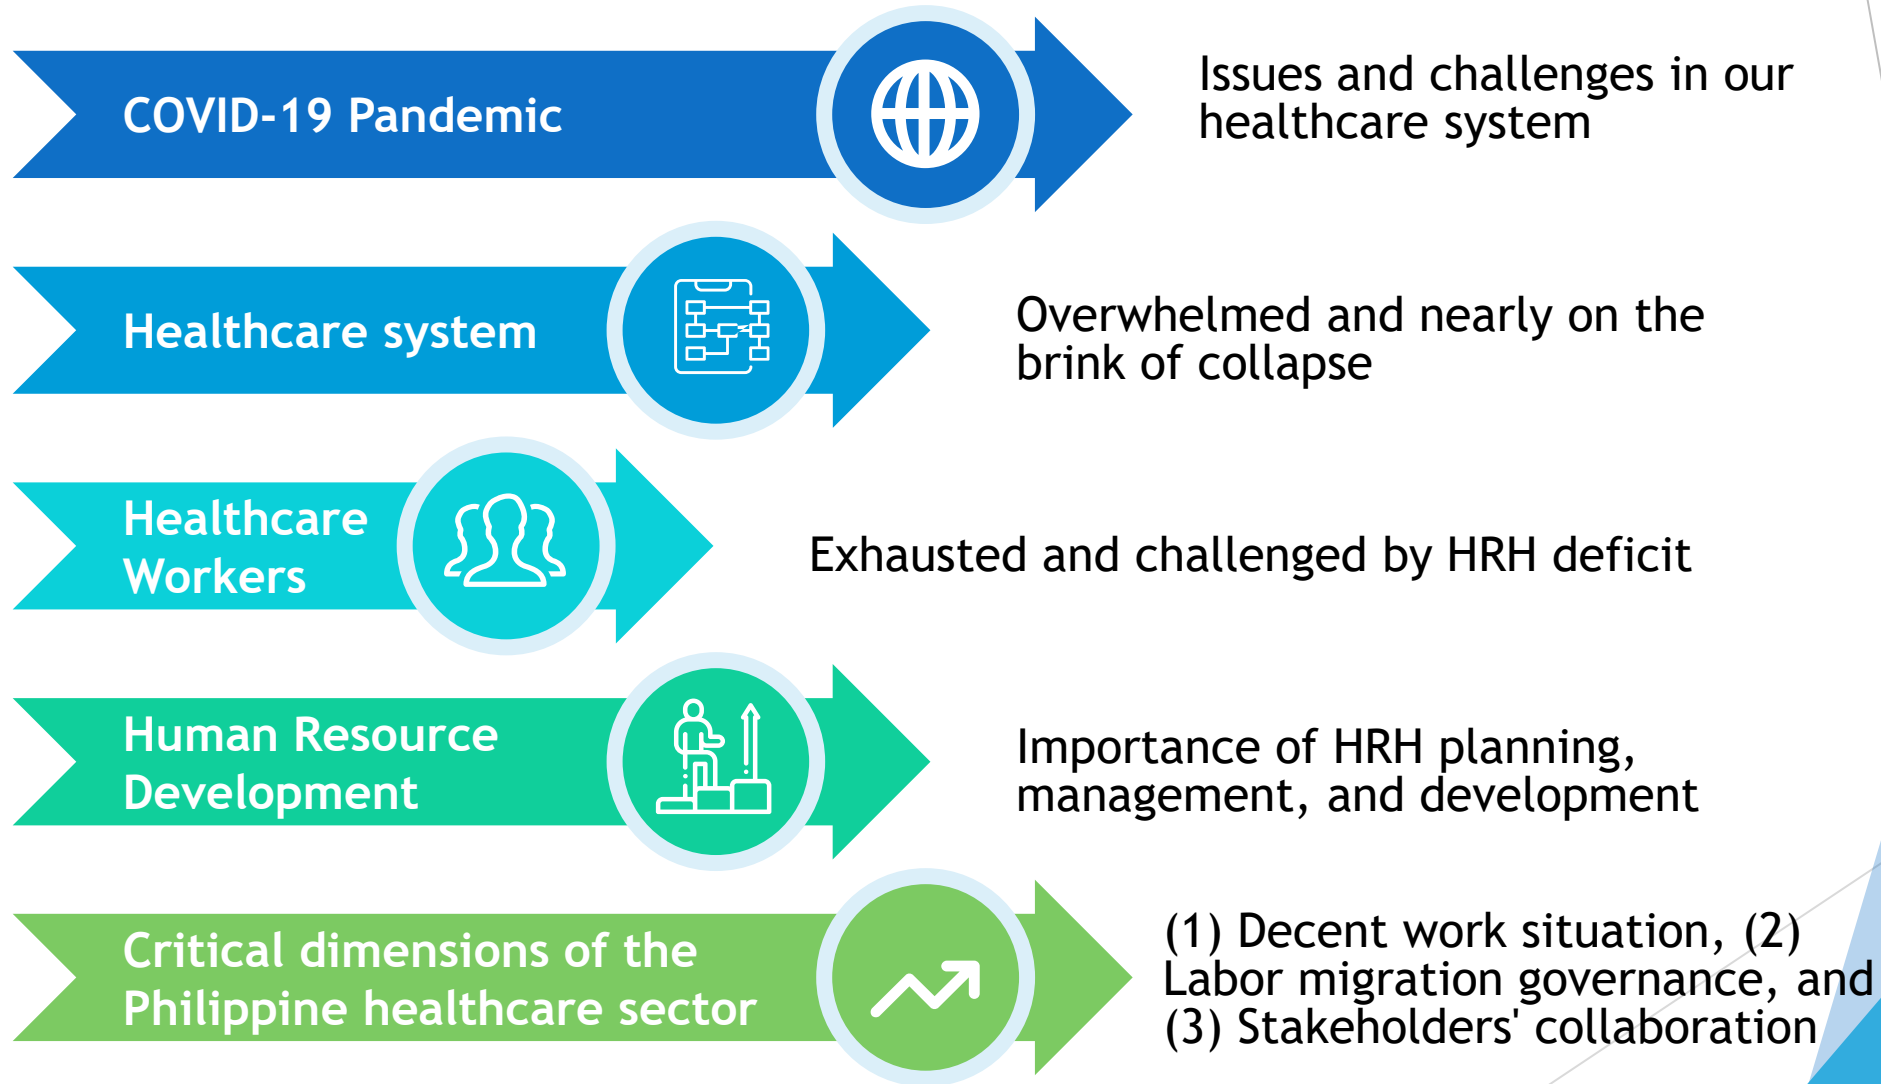 COVID-19 Pandemic
Issues and challenges in our
healthcare system
Healthcare system
Overwhelmed and nearly on the
brink of collapse
Healthcare
Workers
Exhausted and challenged by HRH deficit
Human Resource
Development
Importance of HRH planning,
management, and development
Critical dimensions of the
Philippine healthcare sector
(1) Decent work situation, (2)
Labor migration governance, and
(3) Stakeholders' collaboration